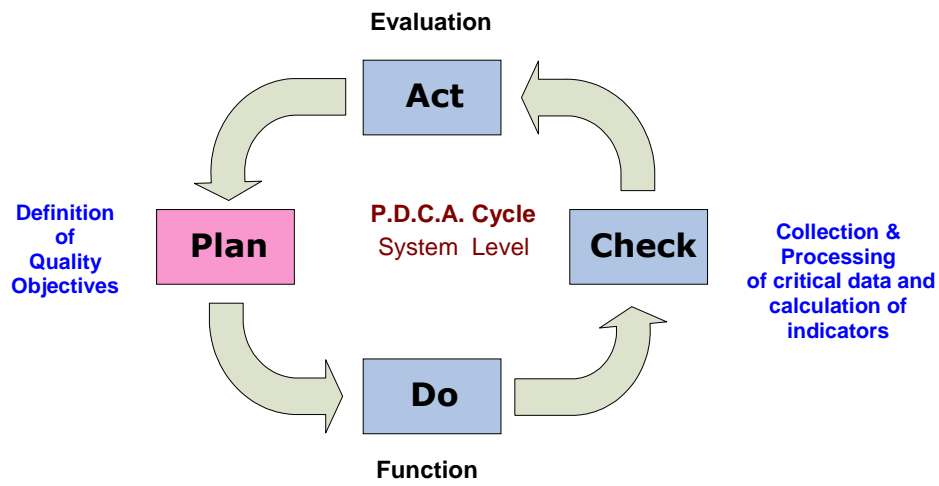 Evaluation
Act
Definition
of
Quality
Objectives
Plan
P.D.C.A. Cycle
System Level
Check
Collection &
Processing
of critical data and
calculation of
indicators
Do
Function